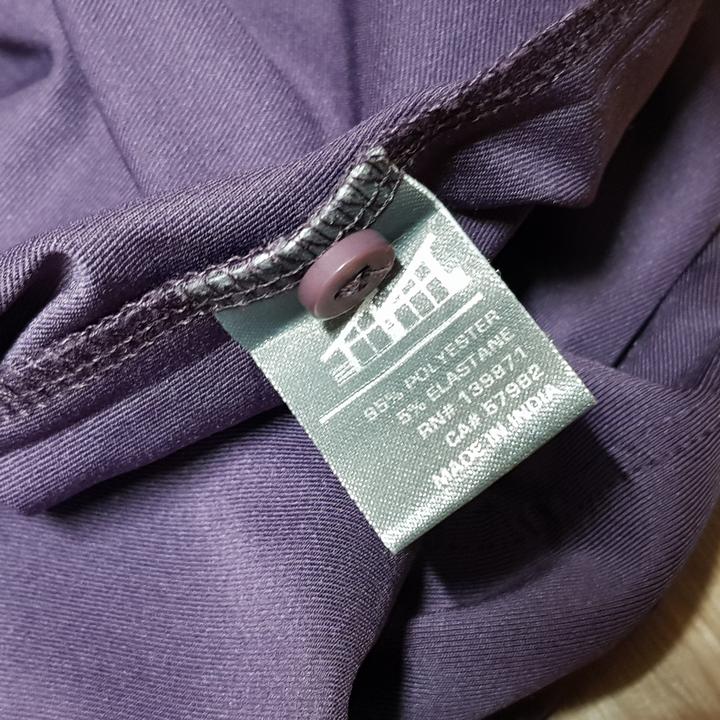 95% POLYESTER
5% ELASTANE
RN# 139871
CA# 57982
MADE IN INDIA